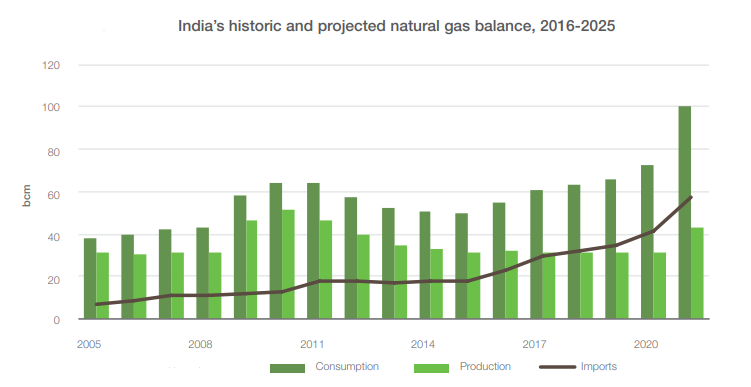 India’s historic and projected natural gas balance, 2016-2025
120
100
80
60
40
20
0
bcm
2005 2008 2011 2014 2017 2020
Consumption Production Imports